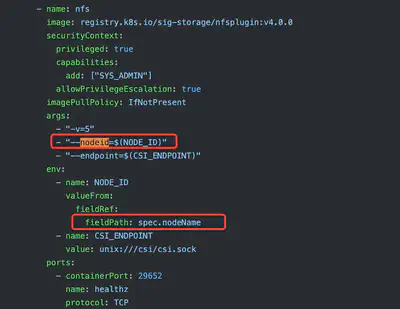 - name: nfs
image: registry.k8s.io/sig-storage/nfsplugin:v4.0.0
securityContext:
privileged: true
capabilities:
add: ["SYS_ADMIN"]
allowPrivilegeEscalation: true
imagePullPolicy: IfNotPresent
args:
- "-v=5"
- "--nodeid=$(NODE_ID)"
- "--endpoint=$(CSI_ENDPOINT)"
env:
- name: NODE_ID
valueFrom:
fieldRef:
fieldPath: spec.nodeName
- name: CSI_ENDPOINT
value: unix:///csi/csi.sock
ports:
- containerPort: 29652
name: healthz
protocol: TCP